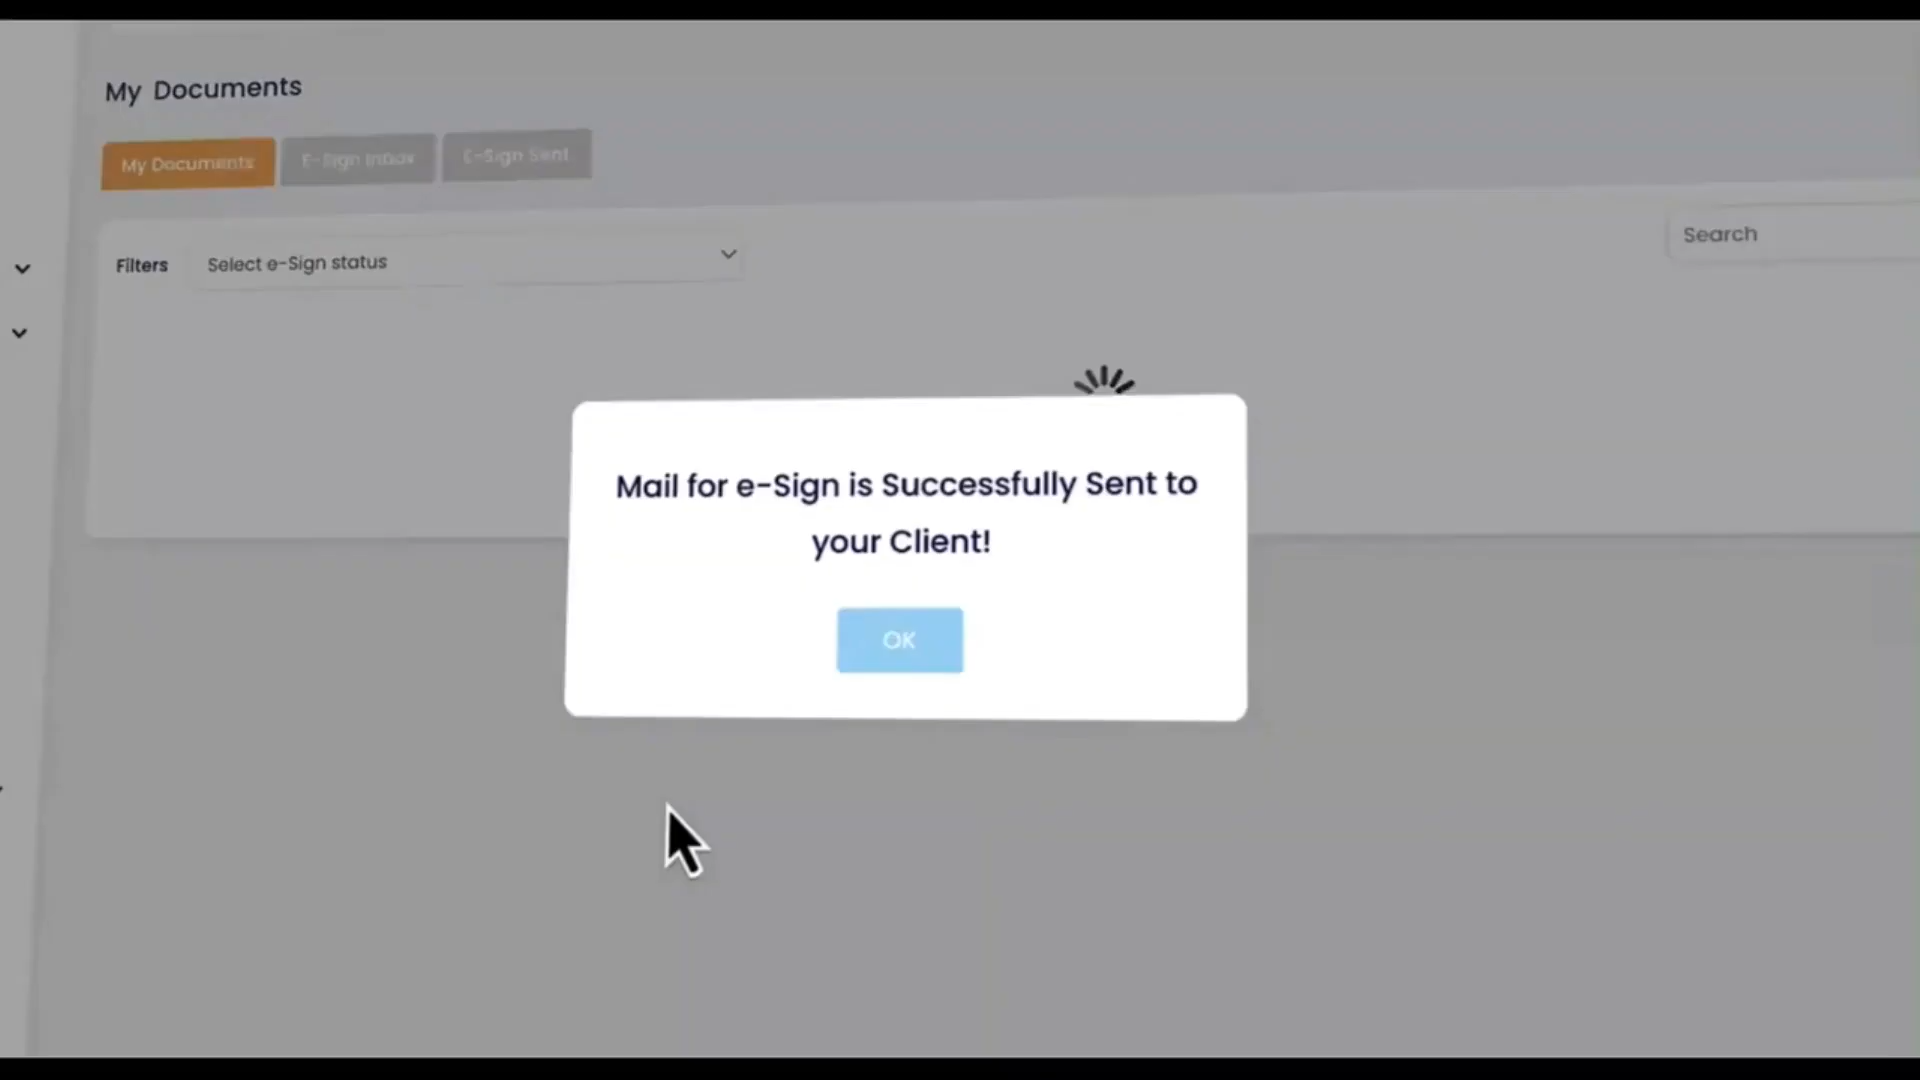 My Documents
My Documents E-Sign Inbox E-Sign Sent
Filters Select e-Sign status Search
Mail for e-Sign is Successfully Sent to
your Client!
OK